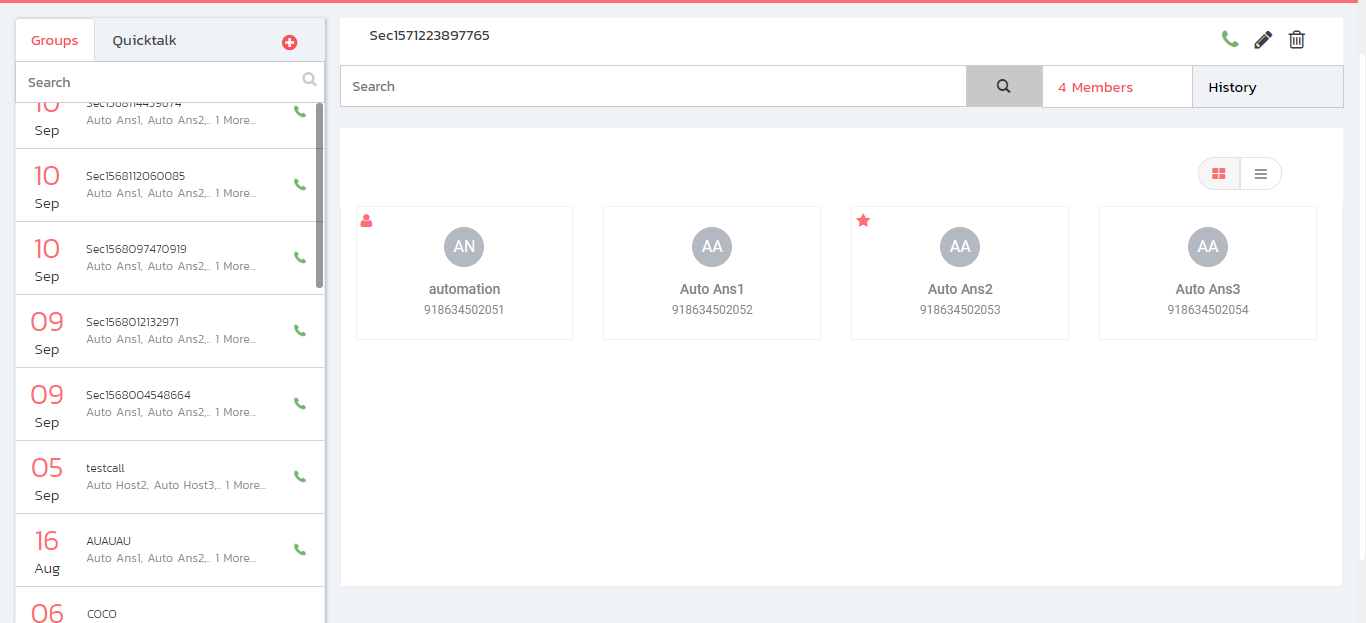 Groups
Quicktalk
Search
10
Sep
Sec1568114459674
Auto Ans1, Auto Ans2,.. 1 More...
10
Sep
Sec1568112060085
Auto Ans1, Auto Ans2,.. 1 More...
10
Sep
Sec1568097470919
Auto Ans1, Auto Ans2,.. 1 More...
09
Sep
Sec1568012132971
Auto Ans1, Auto Ans2,.. 1 More...
09
Sep
Sec1568004548664
Auto Ans1, Auto Ans2,.. 1 More...
05
Sep
testcall
Auto Host2, Auto Host3,.. 1 More...
16
Aug
AUAUAU
Auto Ans1, Auto Ans2,.. 1 More...
06
COCO
Sec1571223897765
Search
4 Members
History
AN
automation
918634502051
AA
Auto Ans1
918634502052
AA
Auto Ans2
918634502053
AA
Auto Ans3
918634502054